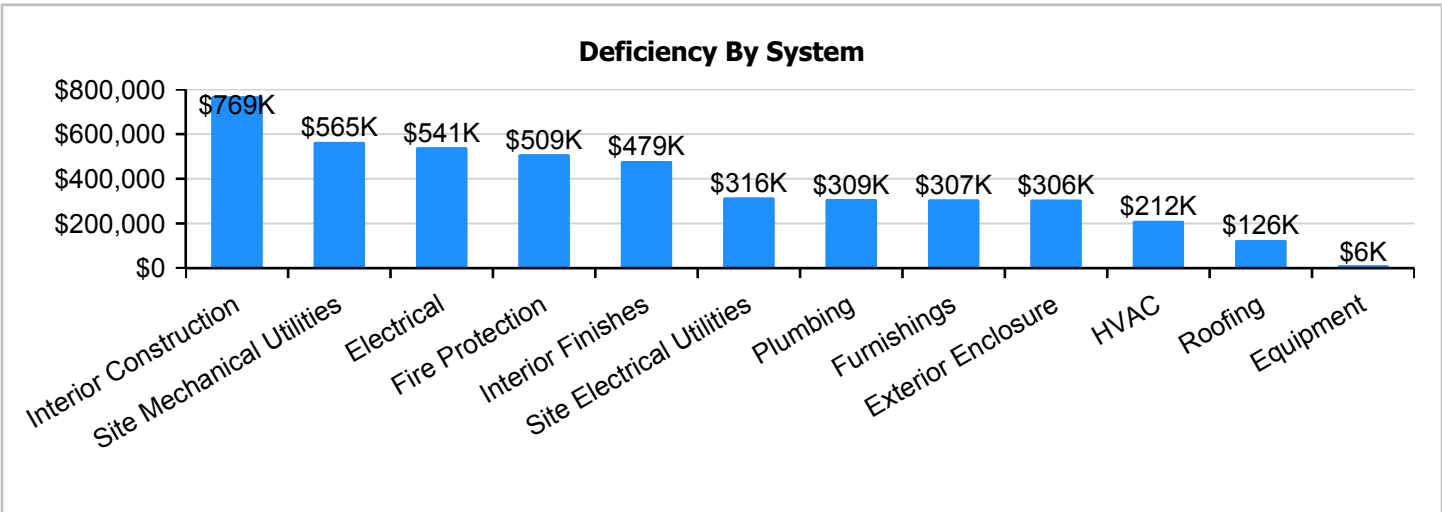 Deficiency By System
$800,000
$600,000
$400,000
$200,000
$0
$769K
$565K
$541K
$509K
$479K
$316K
$309K
$307K
$306K
$212K
$126K
$6K
Interior Construction
Site Mechanical Utilities
Electrical
Fire Protection
Interior Finishes
Site Electrical Utilities
Plumbing
Furnishings
Exterior Enclosure
HVAC
Roofing
Equipment